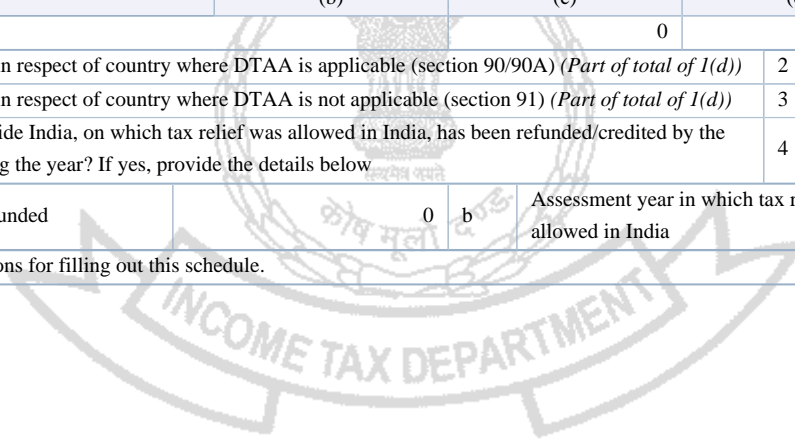 (b) (c)
0
n respect of country where DTAA is applicable (section 90/90A) (Part of total of 1(d)) 2
n respect of country where DTAA is not applicable (section 91) (Part of total of 1(d)) 3
ide India, on which tax relief was allowed in India, has been refunded/credited by the
g the year? If yes, provide the details below 4
unded 0 b Assessment year in which tax r
allowed in India
ons for filling out this schedule.
सत्यमेव जयते
कोष मूलो दण्ड
INCOME TAX DEPARTMENT